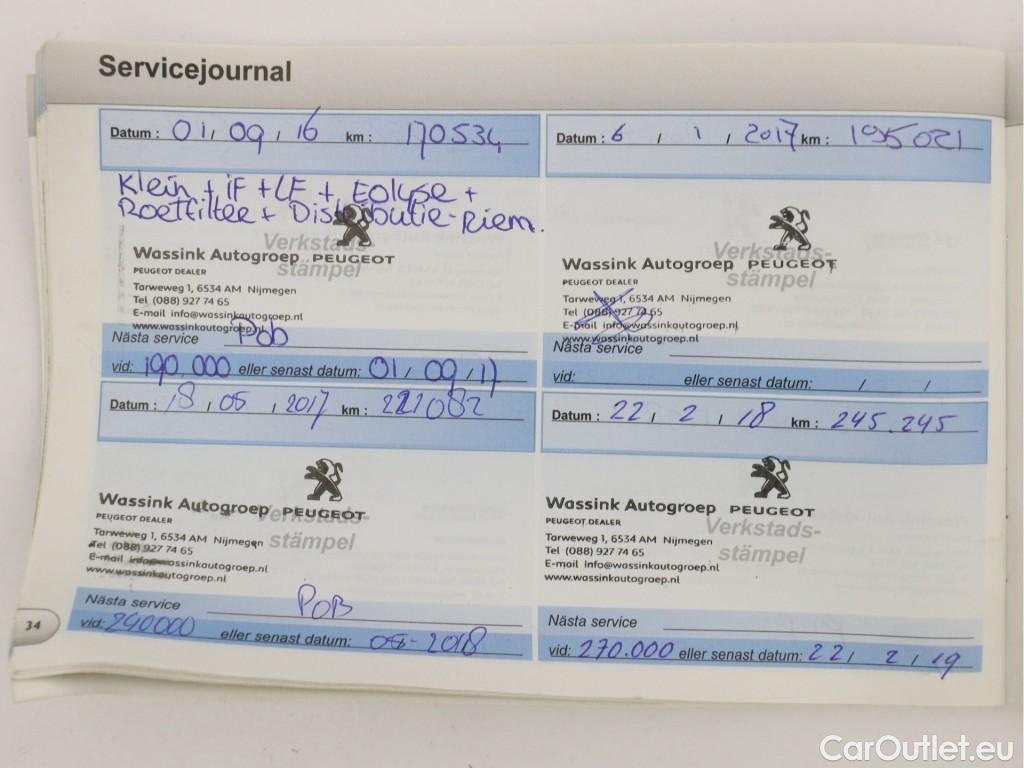 Servicejournal
Datum : 01 / 09 / 16 km : 170534
Klein + iF + LF + Eolyse +
Roetfilter + Distributie-Riem.
Verkstads-
stämpel
Wassink Autogroep PEUGEOT
PEUGEOT DEALER
Tarweweg 1, 6534 AM Nijmegen
Tel (088) 927 74 65
E-mail info@wassinkautogroep.nl
www.wassinkautogroep.nl
Nästa service Pob
vid: 190.000 eller senast datum: 01 / 09 / 17
Datum : 6 / 1 / 2017 km : 195021
Verkstads-
stämpel
Wassink Autogroep PEUGEOT
PEUGEOT DEALER
Tarweweg 1, 6534 AM Nijmegen
Tel (088) 927 74 65
E-mail info@wassinkautogroep.nl
www.wassinkautogroep.nl
Nästa service
vid: eller senast datum: / /
Datum : 18 / 05 / 2017 km : 221082
Verkstads-
stämpel
Wassink Autogroep PEUGEOT
PEUGEOT DEALER
Tarweweg 1, 6534 AM Nijmegen
Tel (088) 927 74 65
E-mail info@wassinkautogroep.nl
www.wassinkautogroep.nl
Nästa service POB
vid: 240000 eller senast datum: 05-2018
Datum : 22 / 2 / 18 km : 245.245
Verkstads-
stämpel
Wassink Autogroep PEUGEOT
PEUGEOT DEALER
Tarweweg 1, 6534 AM Nijmegen
Tel (088) 927 74 65
E-mail info@wassinkautogroep.nl
www.wassinkautogroep.nl
Nästa service
vid: 270.000 eller senast datum: 22 / 2 / 19
34
CarOutlet.eu